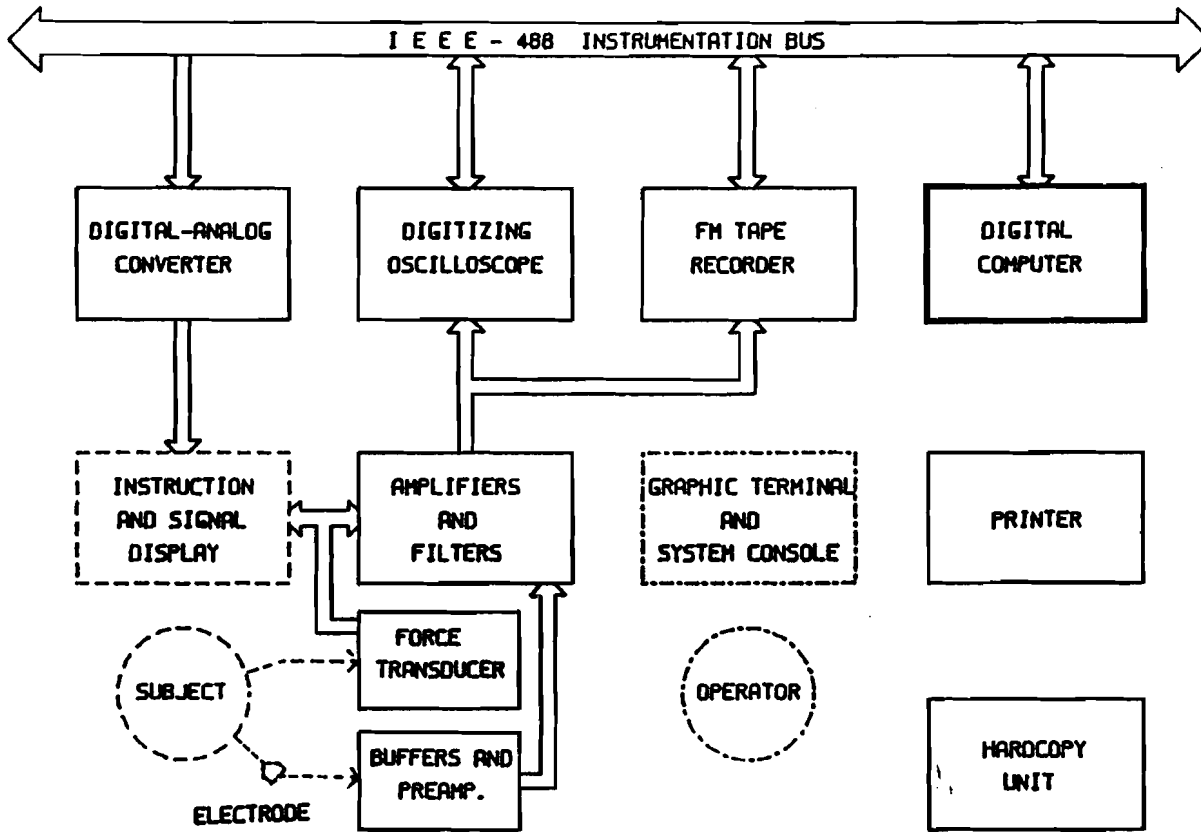 I E E E - 488 INSTRUMENTATION BUS
DIGITAL-ANALOG
CONVERTER
DIGITIZING
OSCILLOSCOPE
FM TAPE
RECORDER
DIGITAL
COMPUTER
INSTRUCTION
AND SIGNAL
DISPLAY
AMPLIFIERS
AND
FILTERS
GRAPHIC TERMINAL
AND
SYSTEM CONSOLE
PRINTER
SUBJECT
FORCE
TRANSDUCER
OPERATOR
BUFFERS AND
PREAMP.
ELECTRODE
HARDCOPY
UNIT